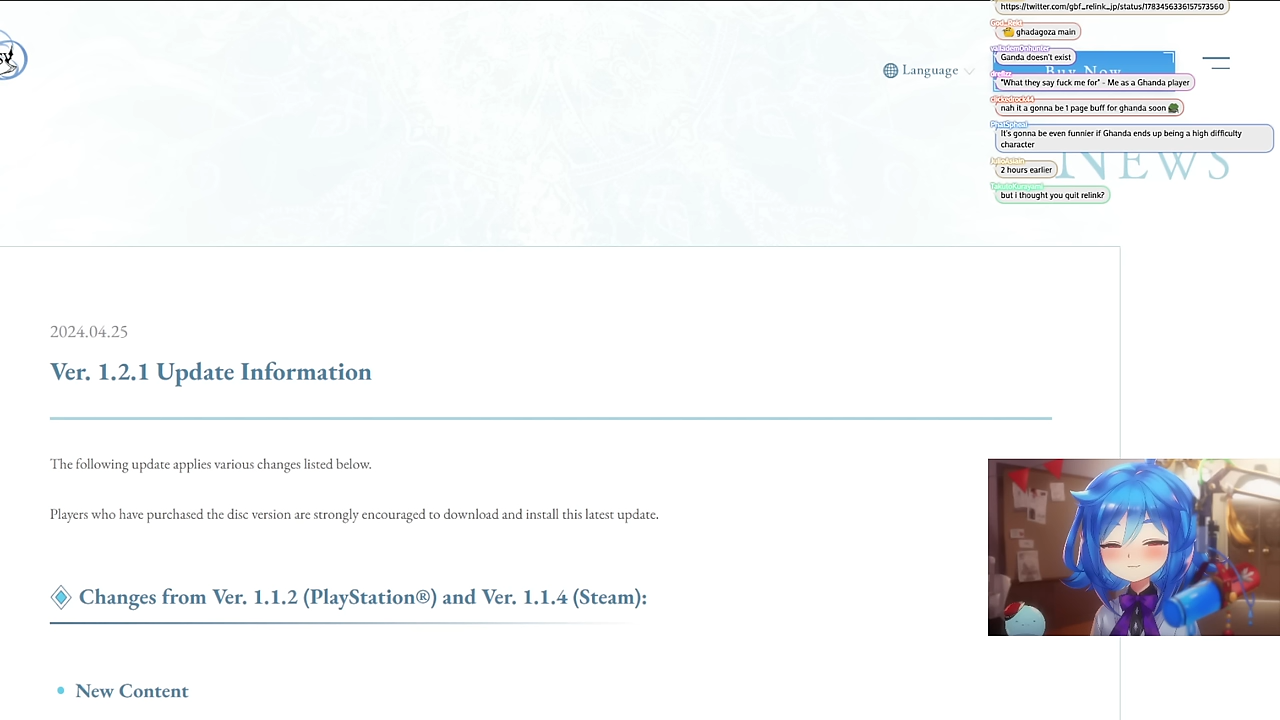 https://twitter.com/gbf_relink_jp/status/1783456336157573560
ghadagoza main
Language
Ganda doesn't exist
Buy Now
"What they say fuck me for" - Me as a Ghanda player
nah it a gonna be 1 page buff for ghanda soon
It's gonna be even funnier if Ghanda ends up being a high difficulty
character
2 hours earlier
NEWS
but i thought you quit relink?
2024.04.25
Ver. 1.2.1 Update Information
The following update applies various changes listed below.
Players who have purchased the disc version are strongly encouraged to download and install this latest update.
Changes from Ver. 1.1.2 (PlayStation®) and Ver. 1.1.4 (Steam):
New Content